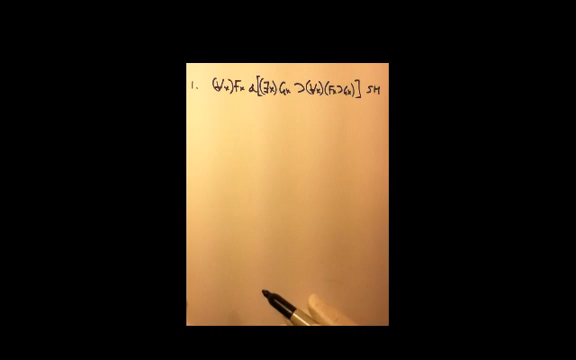 1. (∀x)Fx & [(∃x)Gx ⊃ (∀x)(Fx ⊃ Gx)] SM